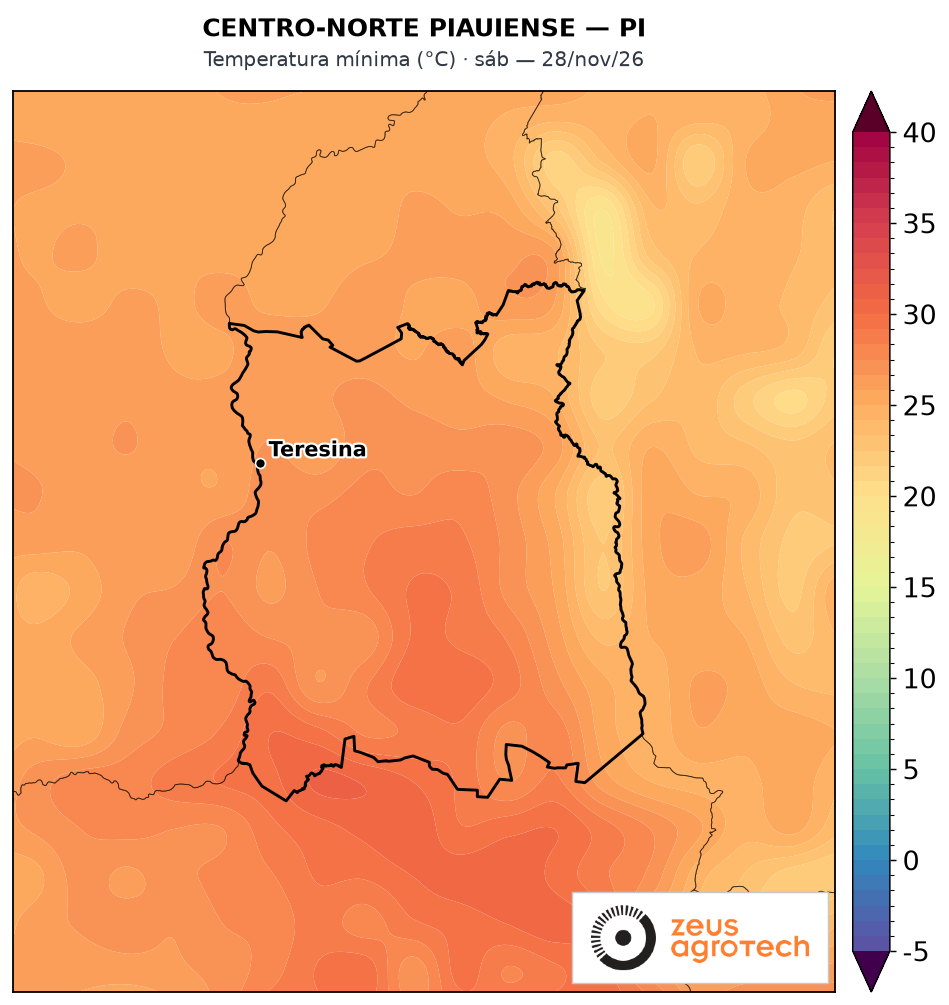 CENTRO-NORTE PIAUIENSE — PI
Temperatura mínima (°C) · sáb — 28/nov/26
Teresina
40
35
30
25
20
15
10
5
0
-5
zeus
agrotech